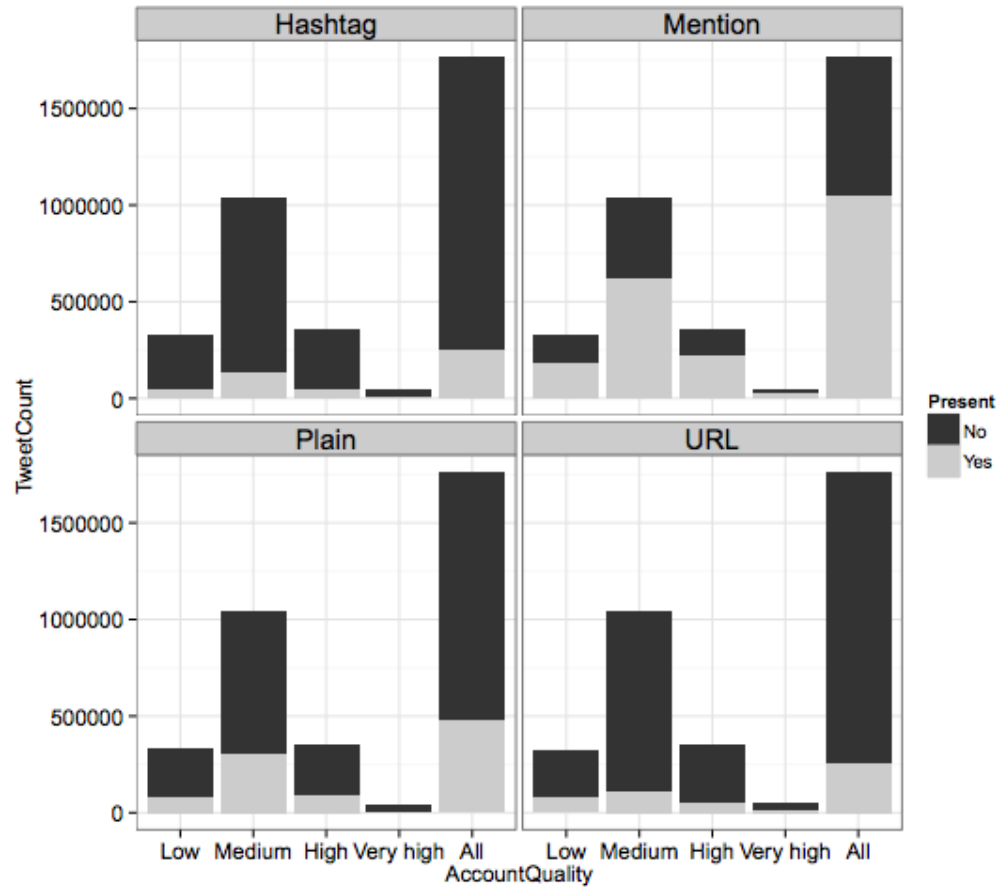 Hashtag
Mention
1500000
1000000
500000
0
Plain
URL
1500000
1000000
500000
0
TweetCount
Low Medium High Very high All
Low Medium High Very high All
AccountQuality
Present
No
Yes